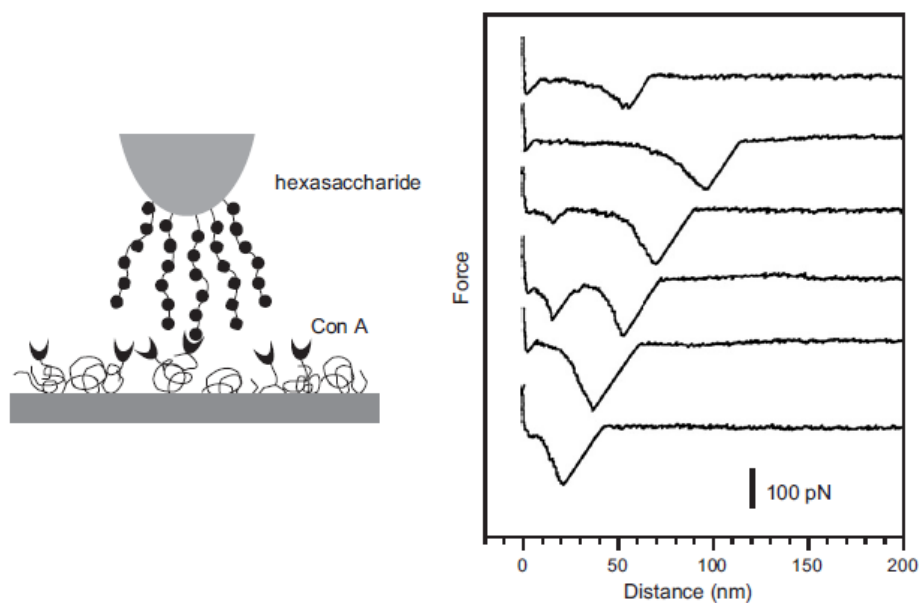 hexasaccharide
Con A
Force
100 pN
0 50 100 150 200
Distance (nm)